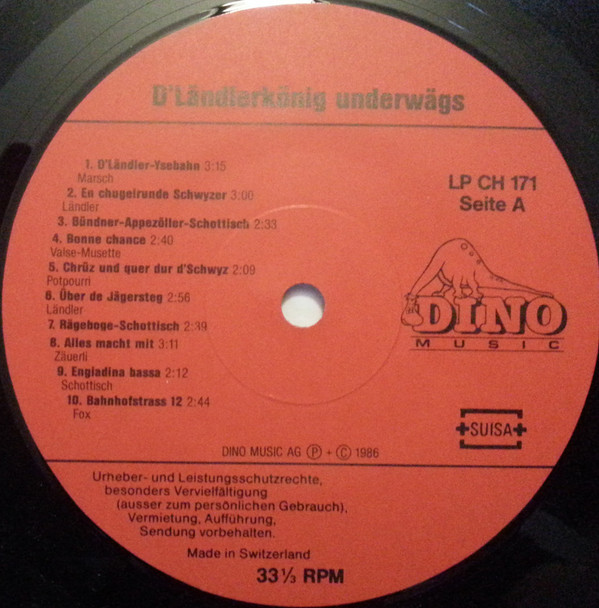 D'Ländlerkönig underwägs
1. D'Ländler-Ysebahn 3:15
Marsch
2. En chogeirunde Schwyzer 3:00
Ländler
3. Bündner-Appezöller-Schottisch 2:33
4. Bonne chance 2:40
Valse-Musette
5. Chrüz und quer dur d'Schwyz 2:09
Potpourri
6. Über de Jägersteg 2:56
Ländler
7. Rägeboge-Schottisch 2:39
8. Alles macht mit 3:11
Zäuerli
9. Engiadina bassa 2:12
Schottisch
10. Bahnhofstrass 12 2:44
Fox
LP CH 171
Seite A
DINO
MUSIC
SUISA
DINO MUSIC AG Ⓟ + Ⓒ 1986
Urheber- und Leistungsschutzrechte,
besonders Vervielfältigung
(ausser zum persönlichen Gebrauch),
Vermietung, Aufführung,
Sendung vorbehalten.
Made in Switzerland
33⅓ RPM